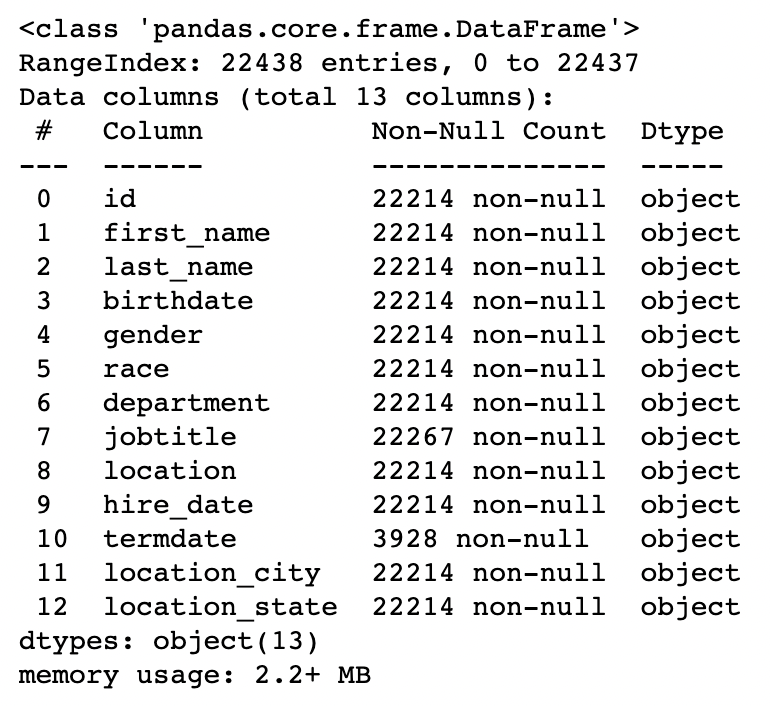 <class 'pandas.core.frame.DataFrame'>
RangeIndex: 22438 entries, 0 to 22437
Data columns (total 13 columns):
 #   Column          Non-Null Count  Dtype
---  ------          --------------  -----
 0   id              22214 non-null  object
 1   first_name      22214 non-null  object
 2   last_name       22214 non-null  object
 3   birthdate       22214 non-null  object
 4   gender          22214 non-null  object
 5   race            22214 non-null  object
 6   department      22214 non-null  object
 7   jobtitle        22267 non-null  object
 8   location        22214 non-null  object
 9   hire_date       22214 non-null  object
 10  termdate        3928 non-null   object
 11  location_city   22214 non-null  object
 12  location_state  22214 non-null  object
dtypes: object(13)
memory usage: 2.2+ MB